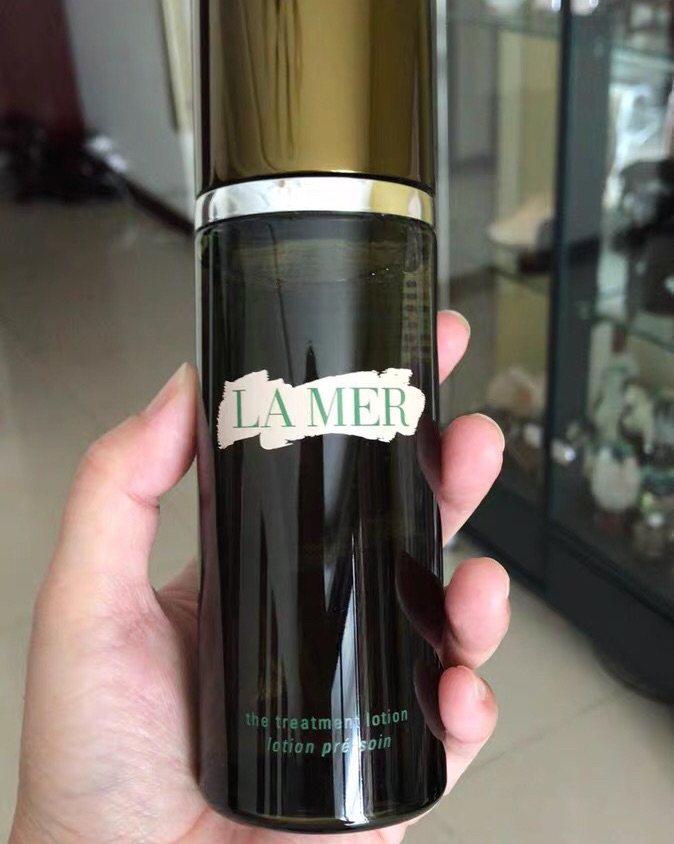 LA MER
the treatment lotion
lotion pré-soin